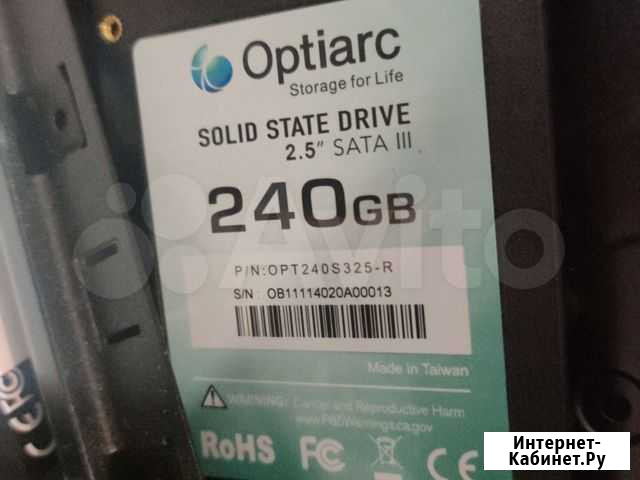 Optiarc
Storage for Life
SOLID STATE DRIVE
2.5" SATA III
240GB
P/N:OPT240S325-R
S/N : OB11114020A00013
Made in Taiwan
WARNING: Cancer and Reproductive Harm
www.P65Warnings.ca.gov
RoHS FC CE
Avito
Интернет-
Кабинет.Ру